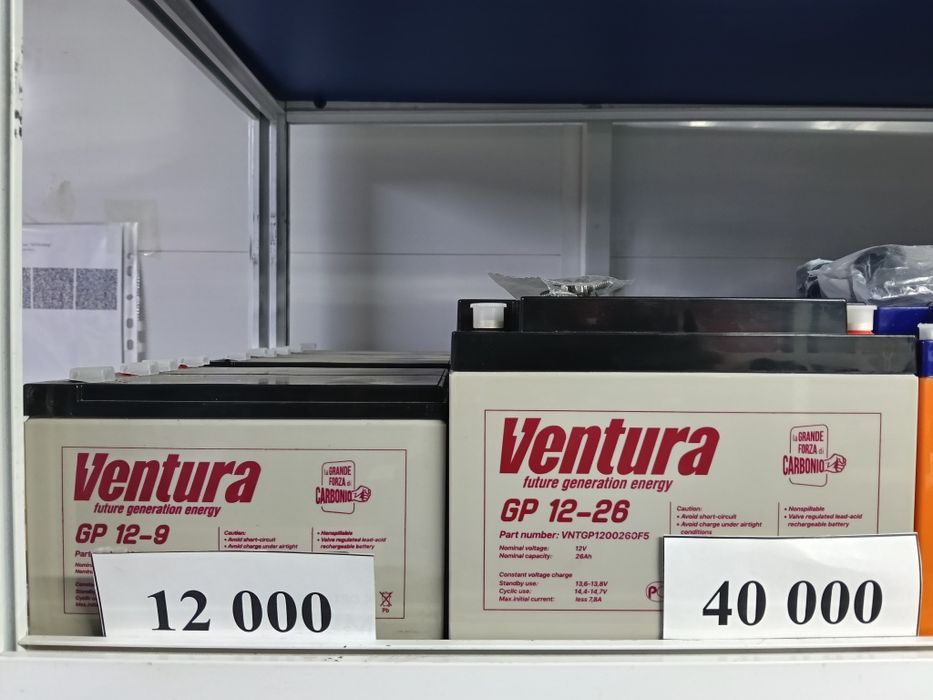 Ventura
future generation energy
GP 12-9
la GRANDE
FORZA di
CARBONIO
Caution:
• Avoid short-circuit
• Avoid charge under airtight
• Nonspillable
• Valve regulated lead-acid
rechargeable battery
Pb
12 000
Ventura
future generation energy
GP 12-26
Part number: VNTGP1200260F5
Nominal voltage: 12V
Nominal capacity: 26Ah
Constant voltage charge
Standby use: 13,6-13,8V
Cyclic use: 14,4-14,7V
Max.initial current: less 7,8A
la GRANDE
FORZA di
CARBONIO
Caution:
• Avoid short-circuit
• Avoid charge under airtight
conditions
• Nonspillable
• Valve regulated lead-acid
rechargeable battery
40 000